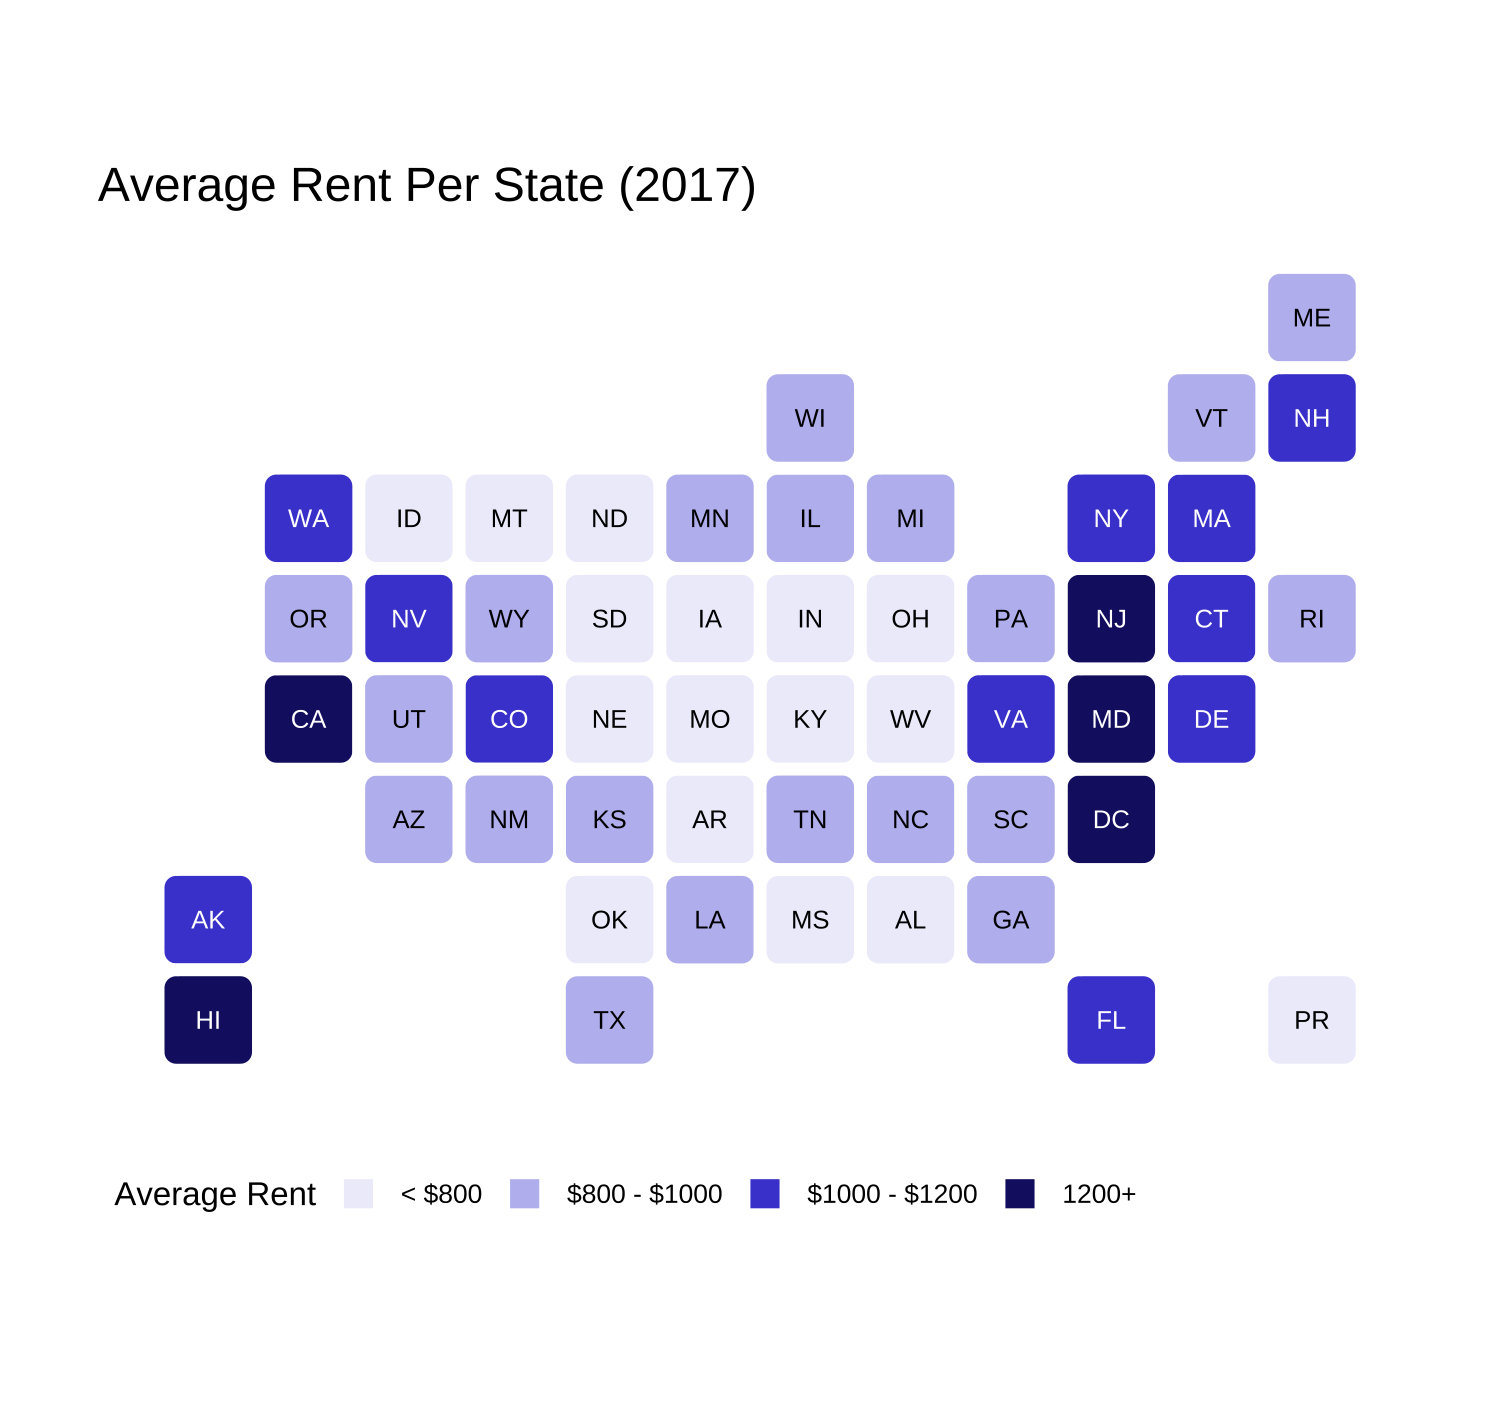 Average Rent Per State (2017)
ME
WI VT NH
WA ID MT ND MN IL MI NY MA
OR NV WY SD IA IN OH PA NJ CT RI
CA UT CO NE MO KY WV VA MD DE
AZ NM KS AR TN NC SC DC
AK OK LA MS AL GA
HI TX FL PR
Average Rent < $800 $800 - $1000 $1000 - $1200 1200+